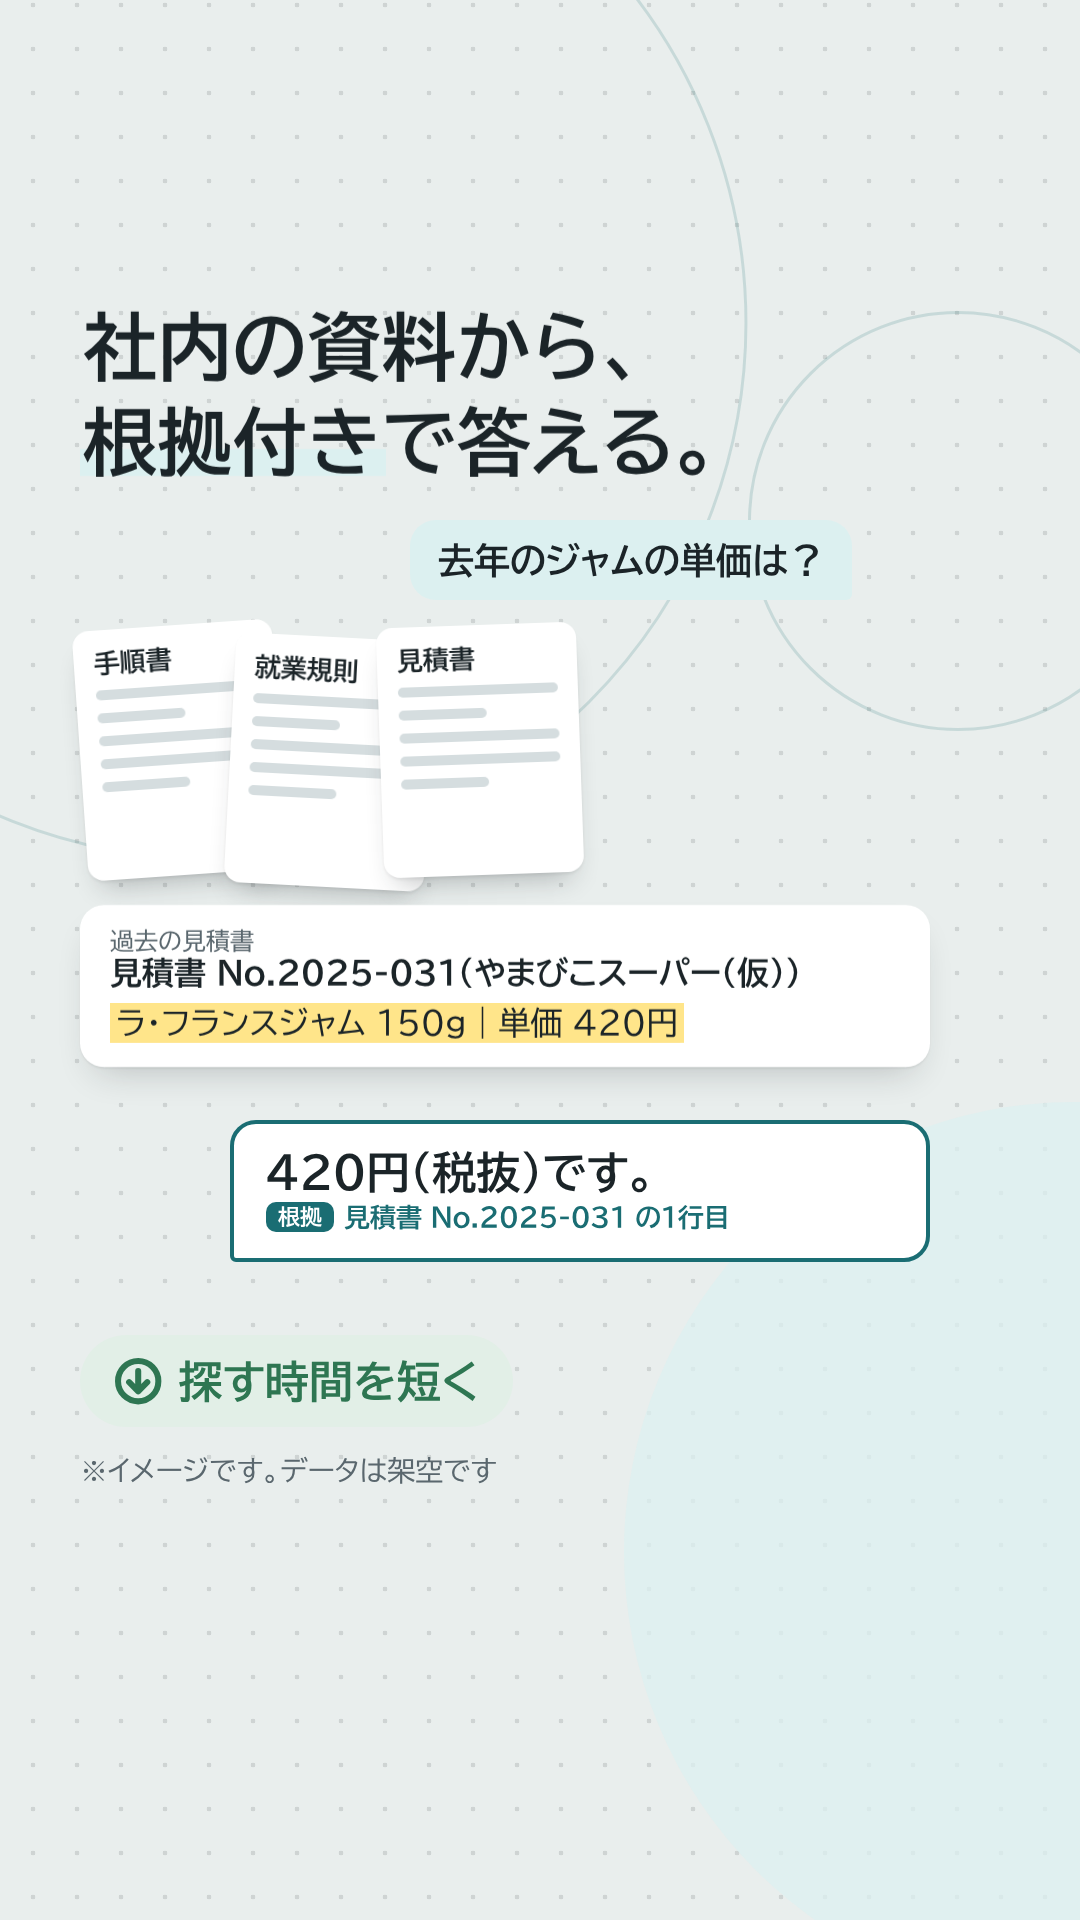 社内の資料から、
根拠付きで答える。
去年のジャムの単価は？
手順書
就業規則
見積書
過去の見積書
見積書 No.2025-031（やまびこスーパー（仮））
ラ・フランスジャム 150g｜単価 420円
420円（税抜）です。
根拠 見積書 No.2025-031 の1行目
探す時間を短く
※イメージです。データは架空です